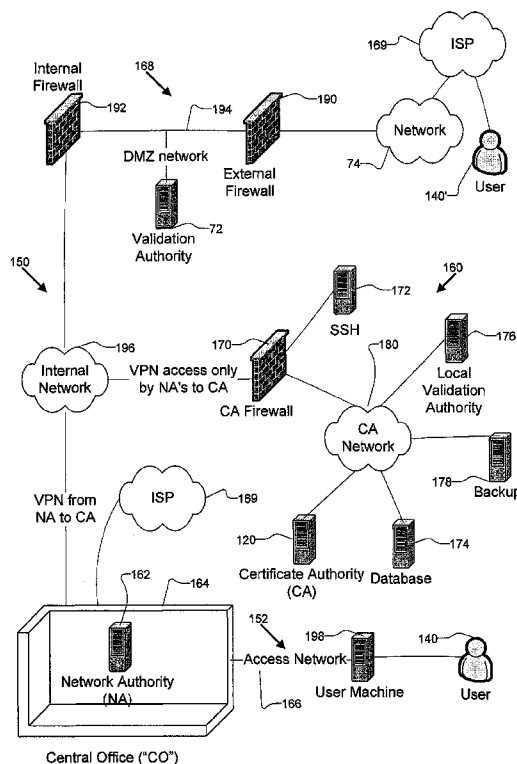 169
ISP
Internal
Firewall
168
192
194
190
Network
DMZ network
External
Firewall
74
140'
User
72
Validation
Authority
150
160
172
170
SSH
176
196
180
Internal
Network
VPN access only
by NA's to CA
CA Firewall
Local
Validation
Authority
CA
Network
ISP
169
178
Backup
VPN from
NA to CA
120
174
Certificate Authority
(CA)
Database
162
164
152
198
140
Network Authority
(NA)
Access Network
User Machine
User
166
Central Office ("CO")